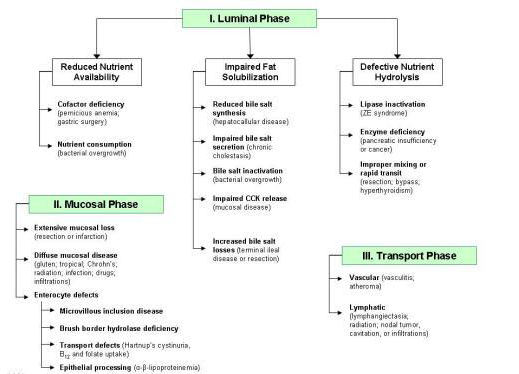 I. Luminal Phase
Reduced Nutrient
Availability
Cofactor deficiency
(pernicious anemia;
gastric surgery)
Nutrient consumption
(bacterial overgrowth)
Impaired Fat
Solubilization
Reduced bile salt
synthesis
(hepatocellular disease)
Impaired bile salt
secretion (chronic
cholestasis)
Bile salt inactivation
(bacterial overgrowth)
Impaired CCK release
(mucosal disease)
Increased bile salt
losses (terminal ileal
disease or resection)
Defective Nutrient
Hydrolysis
Lipase inactivation
(ZE syndrome)
Enzyme deficiency
(pancreatic insufficiency
or cancer)
Improper mixing or
rapid transit
(resection; bypass,
hyperthyroidism)
II. Mucosal Phase
Extensive mucosal loss
(resection or infarction)
Diffuse mucosal disease
(gluten; tropical; Chrohn's;
radiation; infection; drugs;
infiltrations)
Enterocyte defects
Microvillous inclusion disease
Brush border hydrolase deficiency
Transport defects (Hartnup's cystinuria,
B12 and folate uptake)
Epithelial processing (α-β-lipoproteinemia)
III. Transport Phase
Vascular (vasculitis;
atheroma)
Lymphatic
(lymphangiectasia;
radiation; nodal tumor,
cavitation, or infiltrations)